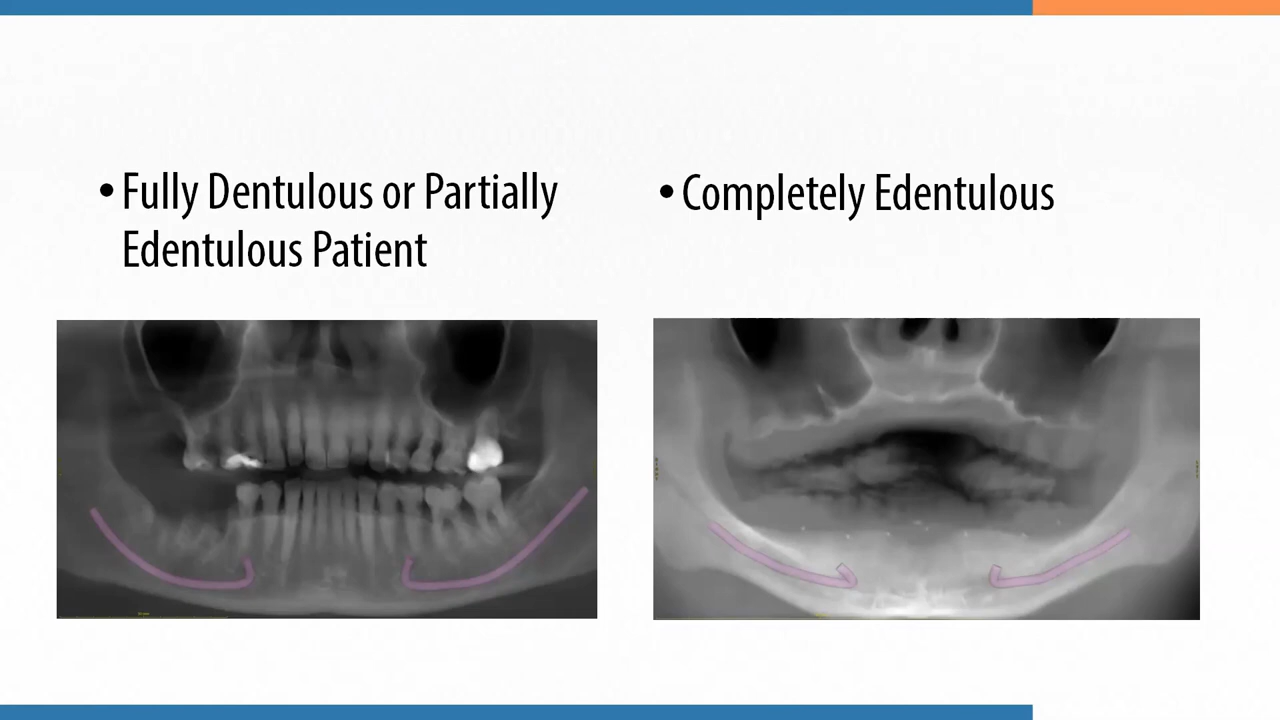 • Fully Dentulous or Partially
Edentulous Patient
• Completely Edentulous